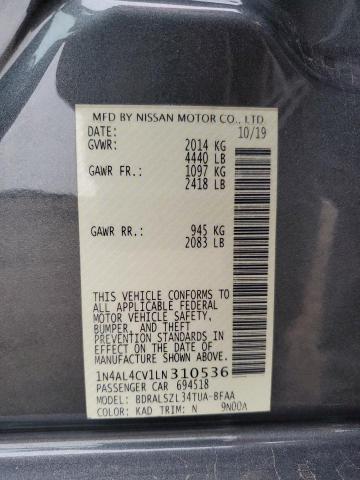 MFD BY NISSAN MOTOR CO., LTD
DATE: 10/19
GVWR: 2014 KG
4440 LB
GAWR FR.: 1097 KG
2418 LB
GAWR RR.: 945 KG
2083 LB
THIS VEHICLE CONFORMS TO
ALL APPLICABLE FEDERAL
MOTOR VEHICLE SAFETY,
BUMPER, AND THEFT
PREVENTION STANDARDS IN
EFFECT ON THE DATE OF
MANUFACTURE SHOWN ABOVE.
1N4AL4CV1LN310536
PASSENGER CAR 694518
MODEL: BDRALSZL34TUA-BFAA
COLOR: KAD TRIM: N 9N00A